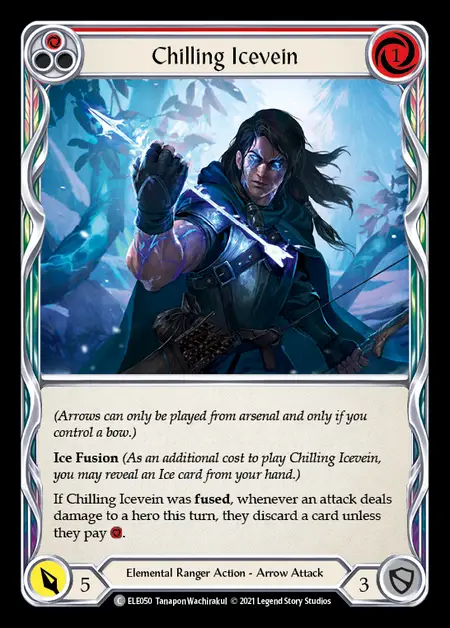 Chilling Icevein
1
(Arrows can only be played from arsenal and only if you
control a bow.)
Ice Fusion (As an additional cost to play Chilling Icevein,
you may reveal an Ice card from your hand.)
If Chilling Icevein was fused, whenever an attack deals
damage to a hero this turn, they discard a card unless
they pay .
5
Elemental Ranger Action - Arrow Attack
3
C ELE050 Tanapon Wachirakul © 2021 Legend Story Studios